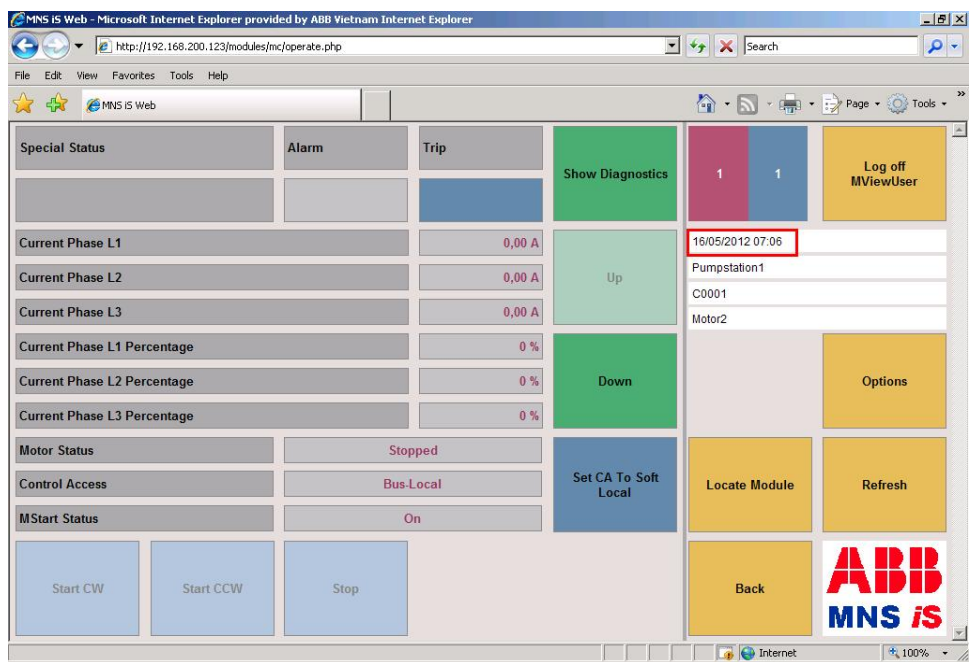 MNS iS Web - Microsoft Internet Explorer provided by ABB Vietnam Internet Explorer
http://192.168.200.123/modules/mc/operate.php
Search
File Edit View Favorites Tools Help
MNS iS Web
Page Tools
Special Status
Alarm
Trip
Show Diagnostics
1
1
Log off
MViewUser
Current Phase L1
0,00 A
Up
16/05/2012 07:06
Current Phase L2
0,00 A
Pumpstation1
C0001
Current Phase L3
0,00 A
Motor2
Current Phase L1 Percentage
0 %
Current Phase L2 Percentage
0 %
Down
Options
Current Phase L3 Percentage
0 %
Motor Status
Stopped
Control Access
Bus-Local
Set CA To Soft
Local
Locate Module
Refresh
MStart Status
On
Start CW
Start CCW
Stop
Back
ABB
MNS iS
Internet
100%